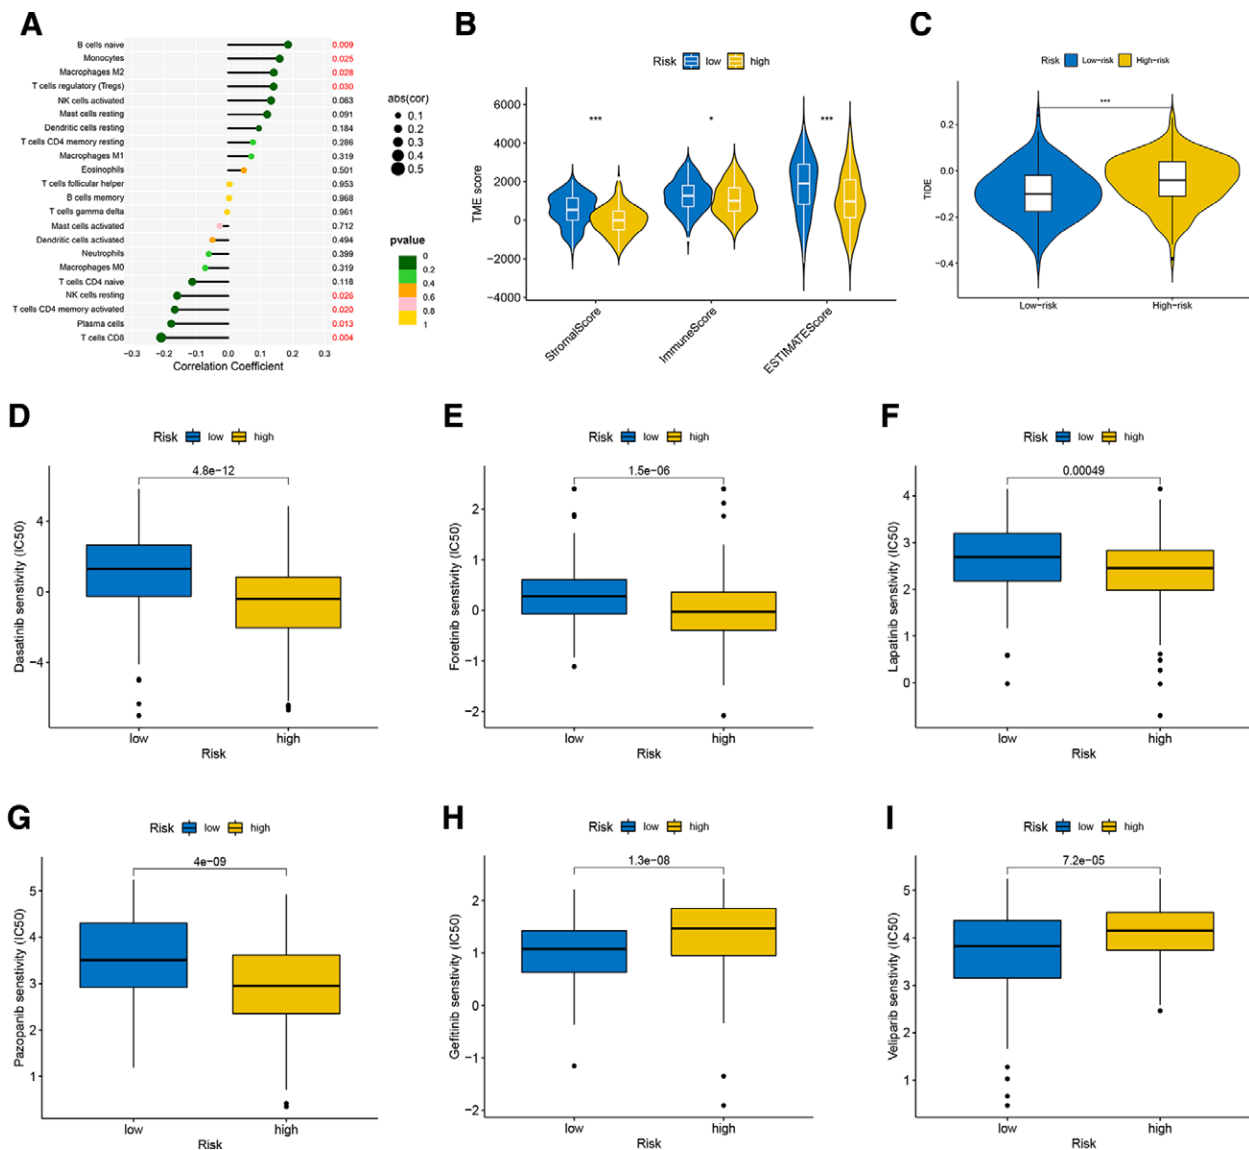 A
B cells naive 0.009
Monocytes 0.025
Macrophages M2 0.028
T cells regulatory (Tregs) 0.030
NK cells activated 0.063
Mast cells resting 0.091
Dendritic cells resting 0.184
T cells CD4 memory resting 0.286
Macrophages M1 0.319
Eosinophils 0.501
T cells follicular helper 0.953
B cells memory 0.968
T cells gamma delta 0.961
Mast cells activated 0.712
Dendritic cells activated 0.494
Neutrophils 0.399
Macrophages M0 0.319
T cells CD4 naive 0.118
NK cells resting 0.026
T cells CD4 memory activated 0.020
Plasma cells 0.013
T cells CD8 0.004
−0.3 −0.2 −0.1 0.0 0.1 0.2 0.3
Correlation Coefficient
abs(cor)
0.1
0.2
0.3
0.4
0.5
pvalue
0
0.2
0.4
0.6
0.8
1
B
Risk low high
TME score
6000
4000
2000
0
−2000
−4000
*** * ***
StromalScore
ImmuneScore
ESTIMATEScore
C
Risk Low−risk High−risk
TIDE
***
0.2
0.0
−0.2
−0.4
Low−risk High−risk
D
Risk low high
Dasatinib senstivity (IC50)
4.8e−12
4
0
−4
low high
Risk
E
Risk low high
Foretinib senstivity (IC50)
1.5e−06
2
1
0
−1
−2
low high
Risk
F
Risk low high
Lapatinib senstivity (IC50)
0.00049
4
3
2
1
0
low high
Risk
G
Risk low high
Pazopanib senstivity (IC50)
4e−09
5
4
3
2
1
low high
Risk
H
Risk low high
Gefitinib senstivity (IC50)
1.3e−08
2
1
0
−1
−2
low high
Risk
I
Risk low high
Veliparib senstivity (IC50)
7.2e−05
5
4
3
2
1
low high
Risk